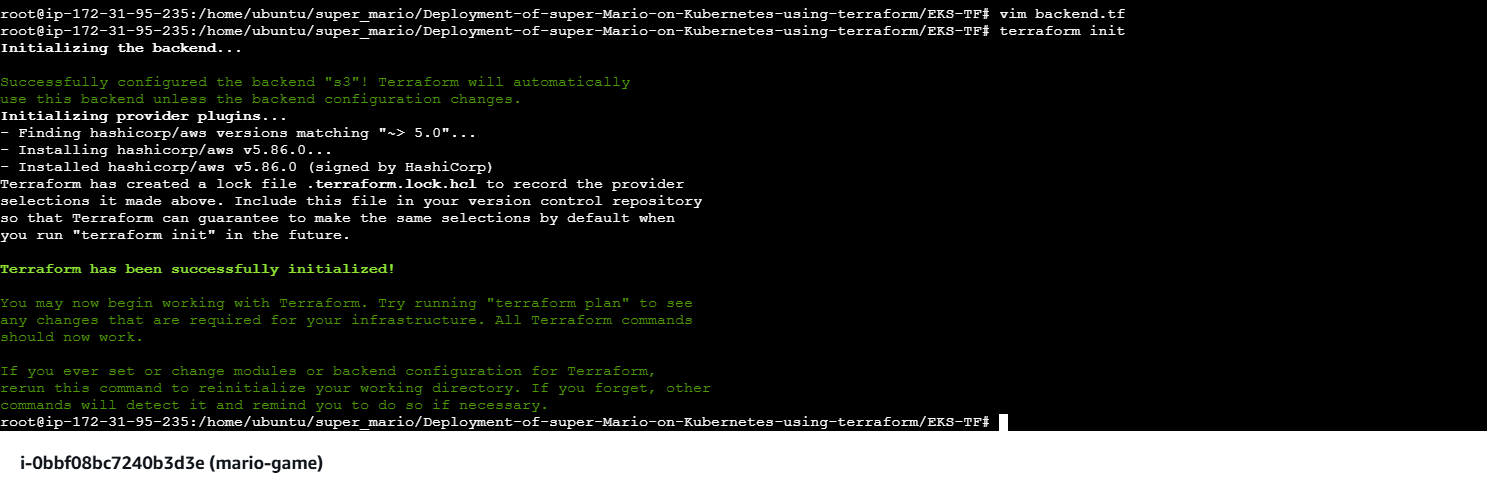 root@ip-172-31-95-235:/home/ubuntu/super_mario/Deployment-of-super-Mario-on-Kubernetes-using-terraform/EKS-TF# vim backend.tf
root@ip-172-31-95-235:/home/ubuntu/super_mario/Deployment-of-super-Mario-on-Kubernetes-using-terraform/EKS-TF# terraform init
Initializing the backend...
Successfully configured the backend "s3"! Terraform will automatically
use this backend unless the backend configuration changes.
Initializing provider plugins...
- Finding hashicorp/aws versions matching "~> 5.0"...
- Installing hashicorp/aws v5.86.0...
- Installed hashicorp/aws v5.86.0 (signed by HashiCorp)
Terraform has created a lock file .terraform.lock.hcl to record the provider
selections it made above. Include this file in your version control repository
so that Terraform can guarantee to make the same selections by default when
you run "terraform init" in the future.
Terraform has been successfully initialized!
You may now begin working with Terraform. Try running "terraform plan" to see
any changes that are required for your infrastructure. All Terraform commands
should now work.
If you ever set or change modules or backend configuration for Terraform,
rerun this command to reinitialize your working directory. If you forget, other
commands will detect it and remind you to do so if necessary.
root@ip-172-31-95-235:/home/ubuntu/super_mario/Deployment-of-super-Mario-on-Kubernetes-using-terraform/EKS-TF#
i-0bbf08bc7240b3d3e (mario-game)